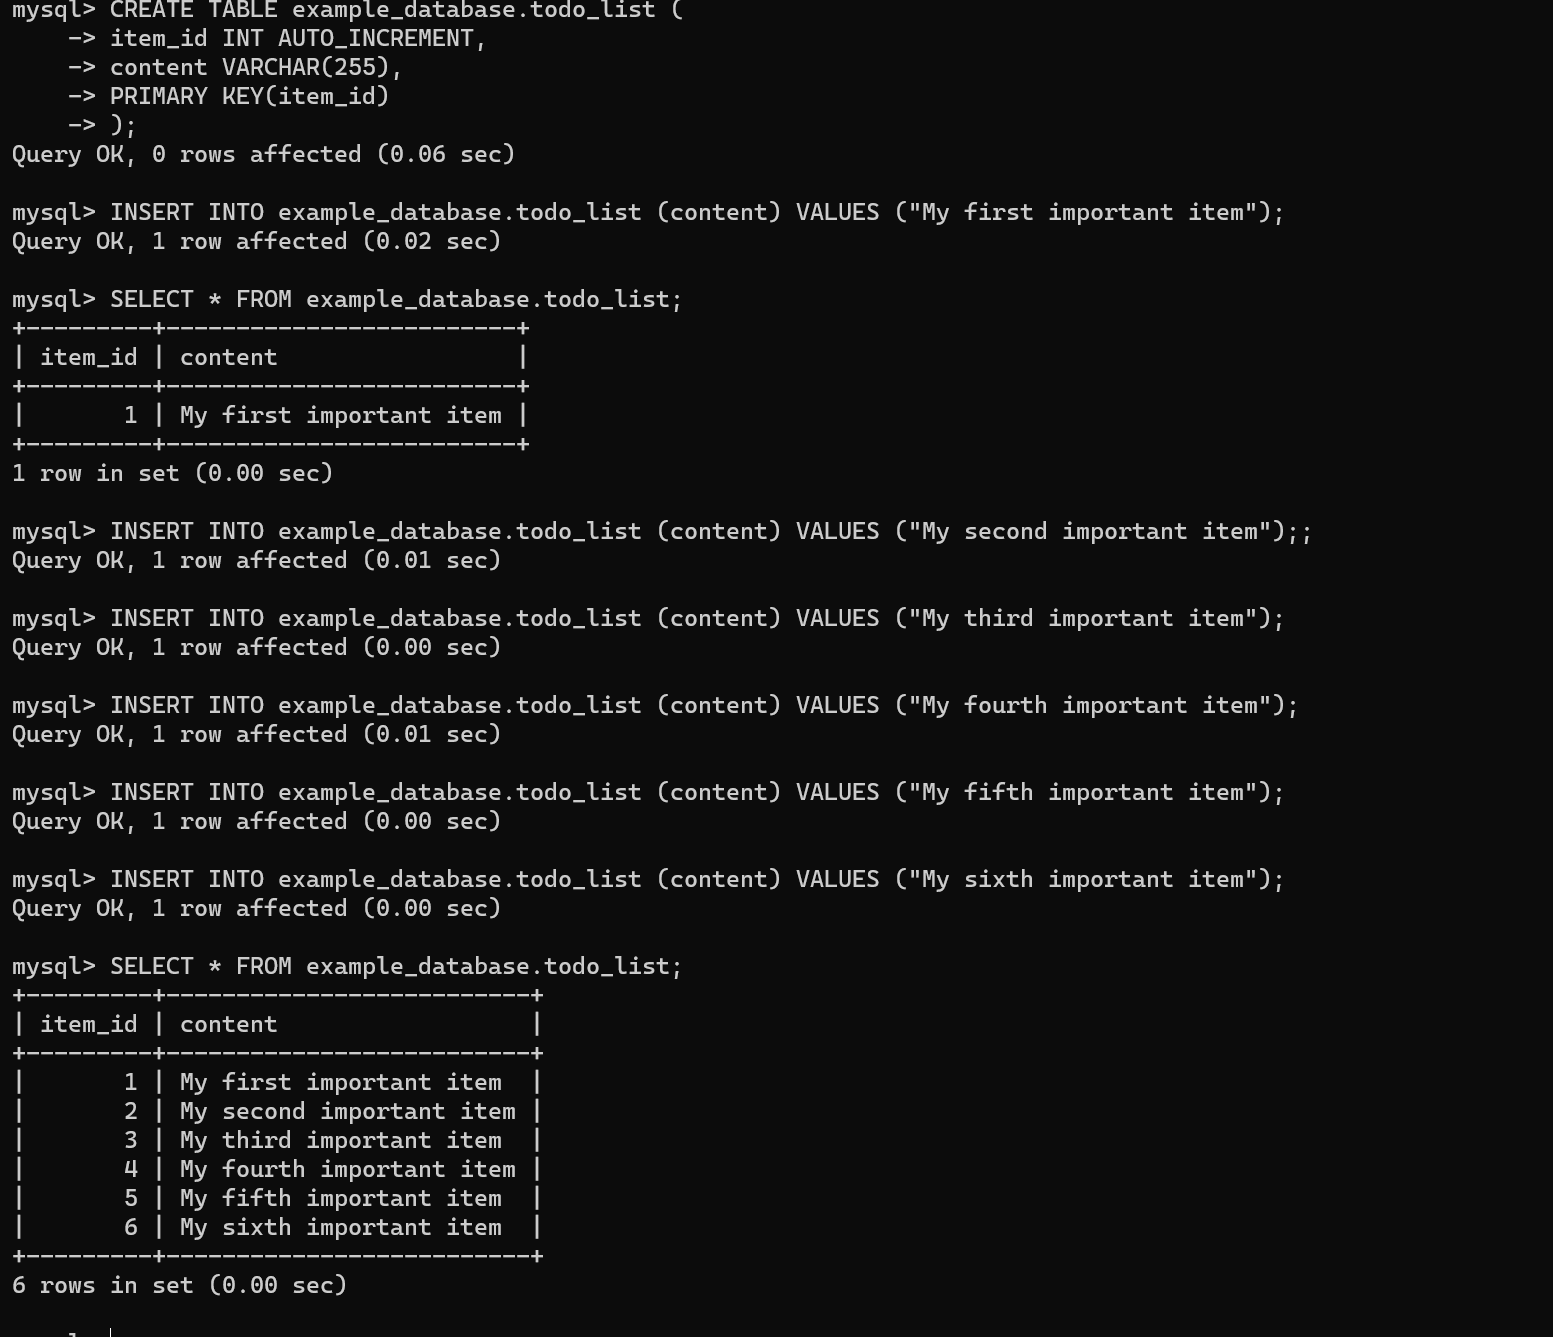 mysql> CREATE TABLE example_database.todo_list (
    -> item_id INT AUTO_INCREMENT,
    -> content VARCHAR(255),
    -> PRIMARY KEY(item_id)
    -> );
Query OK, 0 rows affected (0.06 sec)

mysql> INSERT INTO example_database.todo_list (content) VALUES ("My first important item");
Query OK, 1 row affected (0.02 sec)

mysql> SELECT * FROM example_database.todo_list;
+---------+-------------------------+
| item_id | content                 |
+---------+-------------------------+
|       1 | My first important item |
+---------+-------------------------+
1 row in set (0.00 sec)

mysql> INSERT INTO example_database.todo_list (content) VALUES ("My second important item");;
Query OK, 1 row affected (0.01 sec)

mysql> INSERT INTO example_database.todo_list (content) VALUES ("My third important item");
Query OK, 1 row affected (0.00 sec)

mysql> INSERT INTO example_database.todo_list (content) VALUES ("My fourth important item");
Query OK, 1 row affected (0.01 sec)

mysql> INSERT INTO example_database.todo_list (content) VALUES ("My fifth important item");
Query OK, 1 row affected (0.00 sec)

mysql> INSERT INTO example_database.todo_list (content) VALUES ("My sixth important item");
Query OK, 1 row affected (0.00 sec)

mysql> SELECT * FROM example_database.todo_list;
+---------+--------------------------+
| item_id | content                  |
+---------+--------------------------+
|       1 | My first important item  |
|       2 | My second important item |
|       3 | My third important item  |
|       4 | My fourth important item |
|       5 | My fifth important item  |
|       6 | My sixth important item  |
+---------+--------------------------+
6 rows in set (0.00 sec)